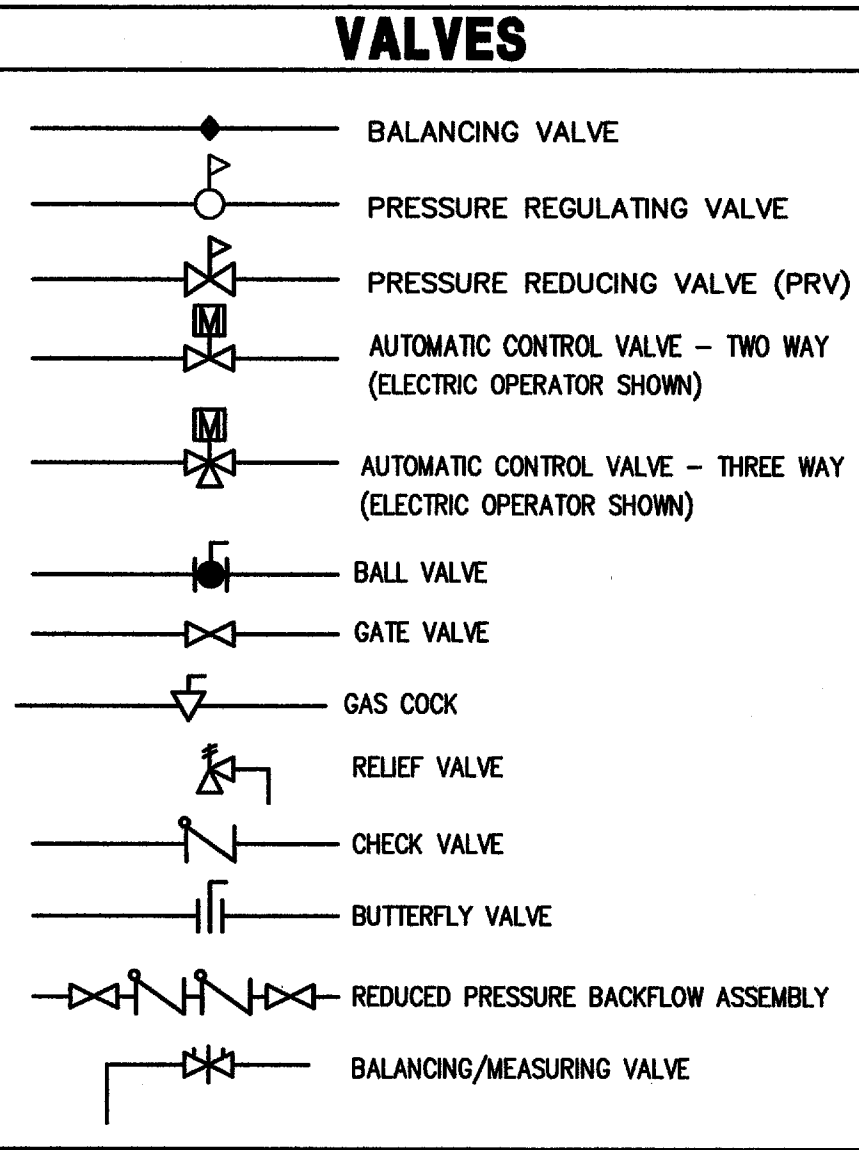 VALVES
BALANCING VALVE
PRESSURE REGULATING VALVE
PRESSURE REDUCING VALVE (PRV)
M
AUTOMATIC CONTROL VALVE – TWO WAY
(ELECTRIC OPERATOR SHOWN)
M
AUTOMATIC CONTROL VALVE – THREE WAY
(ELECTRIC OPERATOR SHOWN)
BALL VALVE
GATE VALVE
GAS COCK
RELIEF VALVE
CHECK VALVE
BUTTERFLY VALVE
REDUCED PRESSURE BACKFLOW ASSEMBLY
BALANCING/MEASURING VALVE